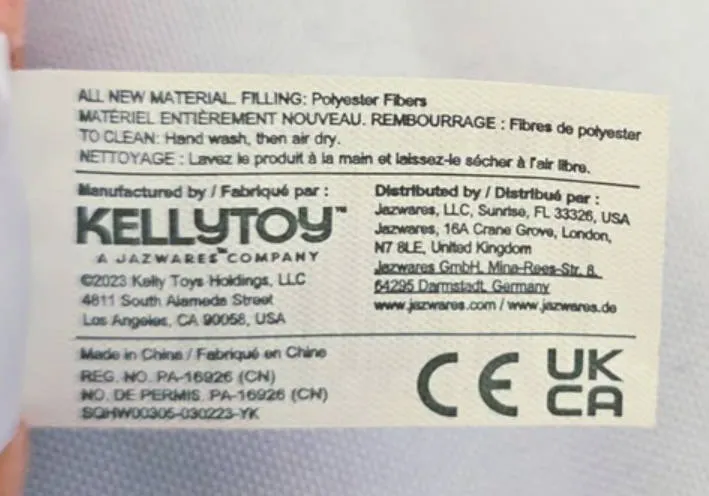 ALL NEW MATERIAL. FILLING: Polyester Fibers
MATÉRIEL ENTIÈREMENT NOUVEAU. REMBOURRAGE : Fibres de polyester
TO CLEAN: Hand wash, then air dry.
NETTOYAGE : Lavez le produit à la main et laissez-le sécher à l'air libre.
Manufactured by / Fabriqué par :
KELLYTOY™
A JAZWARES™ COMPANY
©2023 Kelly Toys Holdings, LLC
4811 South Alameda Street
Los Angeles, CA 90058, USA
Distributed by / Distribué par :
Jazwares, LLC, Sunrise, FL 33326, USA
Jazwares, 16A Crane Grove, London,
N7 8LE, United Kingdom
Jazwares GmbH, Mina-Rees-Str. 8,
64295 Darmstadt, Germany
www.jazwares.com / www.jazwares.de
Made in China / Fabriqué en Chine
REG. NO. PA-16926 (CN)
NO. DE PERMIS. PA-16926 (CN)
SQHW00305-030223-YK
CE
UK
CA